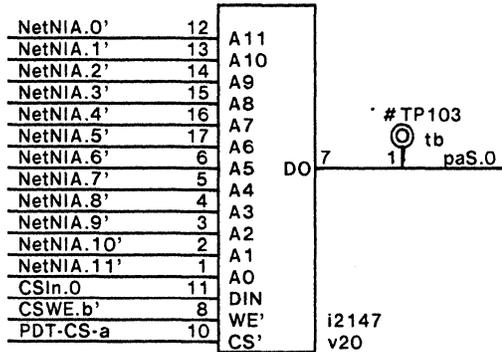 NetNIA.0' 12 A11
NetNIA.1' 13 A10
NetNIA.2' 14 A9
NetNIA.3' 15 A8
NetNIA.4' 16 A7
NetNIA.5' 17 A6
NetNIA.6' 6 A5
NetNIA.7' 5 A4
NetNIA.8' 4 A3
NetNIA.9' 3 A2
NetNIA.10' 2 A1
NetNIA.11' 1 A0
CSIn.0 11 DIN
CSWE.b' 8 WE'
PDT-CS-a 10 CS'
DO 7
#TP103
tb
1 paS.0
i2147
v20